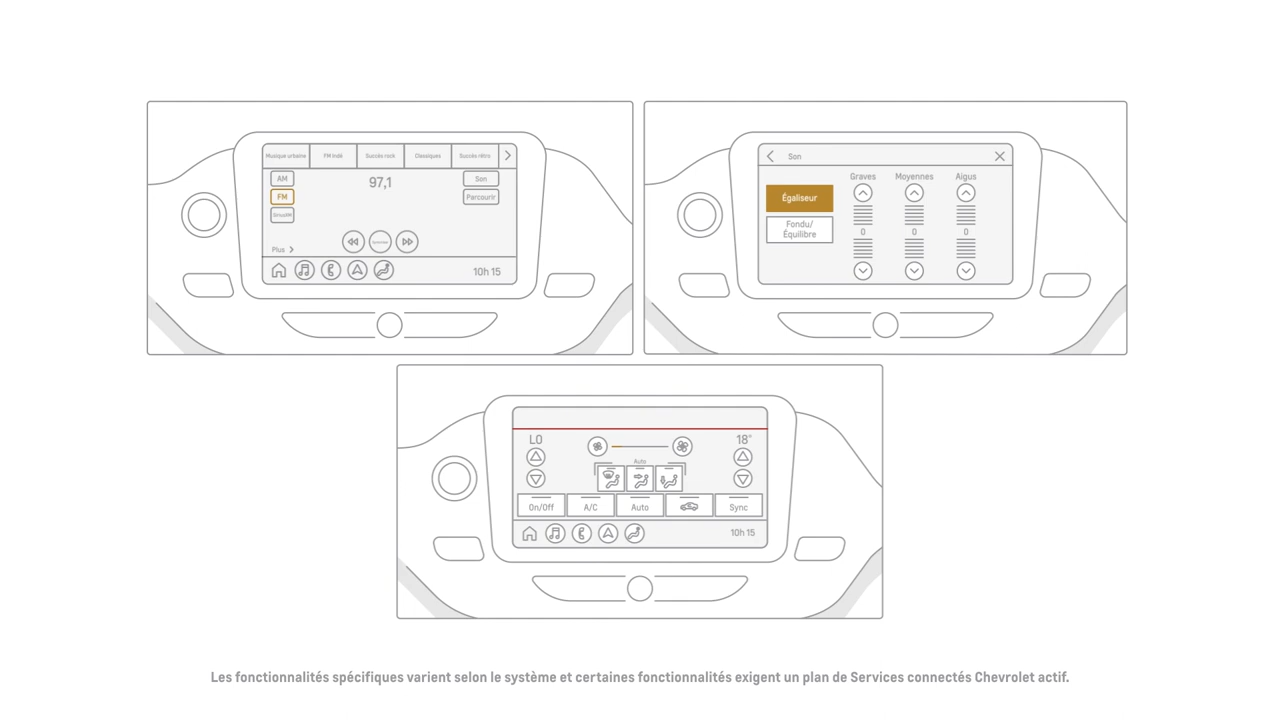 Musique urbaine
FM Indé
Succès rock
Classiques
Succès rétro
AM
97,1
Son
FM
Parcourir
SiriusXM
Plus
10h 15
Son
Graves
Moyennes
Aigus
Égaliseur
Fondu/
Équilibre
0
0
0
LO
18°
Auto
On/Off
A/C
Auto
Sync
10h 15
Les fonctionnalités spécifiques varient selon le système et certaines fonctionnalités exigent un plan de Services connectés Chevrolet actif.